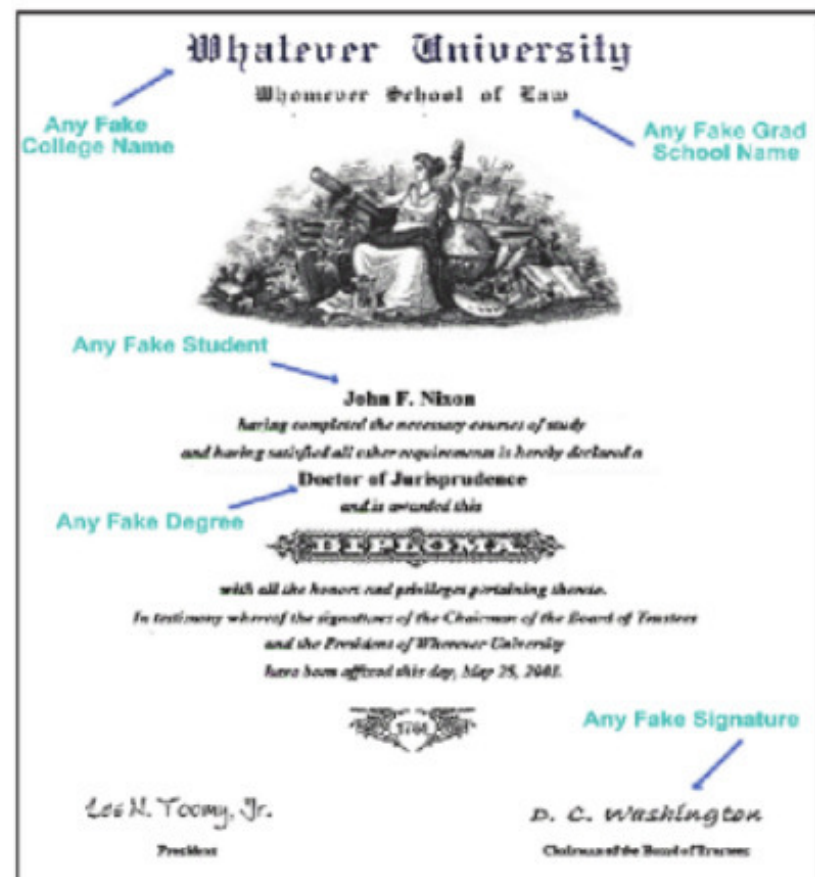 Whatever University
Whomever School of Law
Any Fake
College Name
Any Fake Grad
School Name
Any Fake Student
John F. Nixon
having completed the necessary courses of study
and having satisfied all other requirements is hereby declared a
Doctor of Jurisprudence
and is awarded this
Any Fake Degree
DIPLOMA
with all the honors and privileges pertaining thereto.
In testimony whereof the signatures of the Chairman of the Board of Trustees
and the President of Wherever University
have been affixed this day, May 28,
Any Fake Signature
Toomy, Jr.
D. C. Washington
President
Chairman of the Board of Trustees